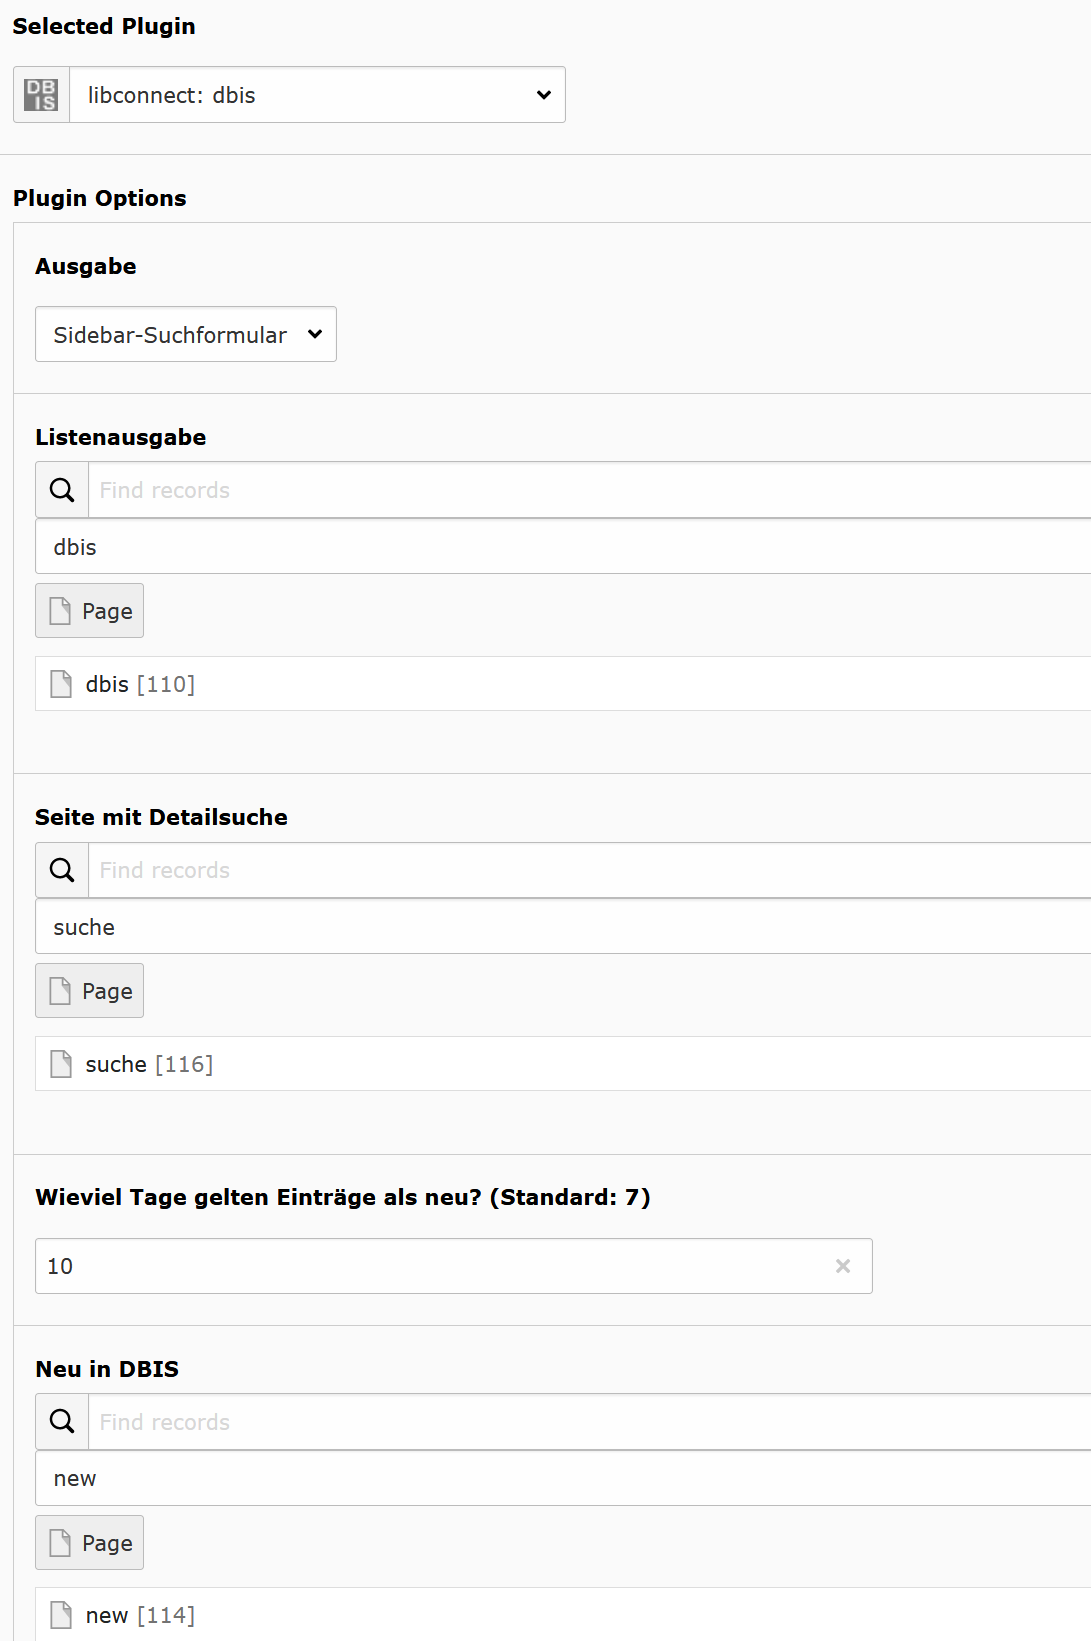 Selected Plugin
DB
IS
libconnect: dbis
Plugin Options
Ausgabe
Sidebar-Suchformular
Listenausgabe
Find records
dbis
Page
dbis [110]
Seite mit Detailsuche
Find records
suche
Page
suche [116]
Wieviel Tage gelten Einträge als neu? (Standard: 7)
10
Neu in DBIS
Find records
new
Page
new [114]